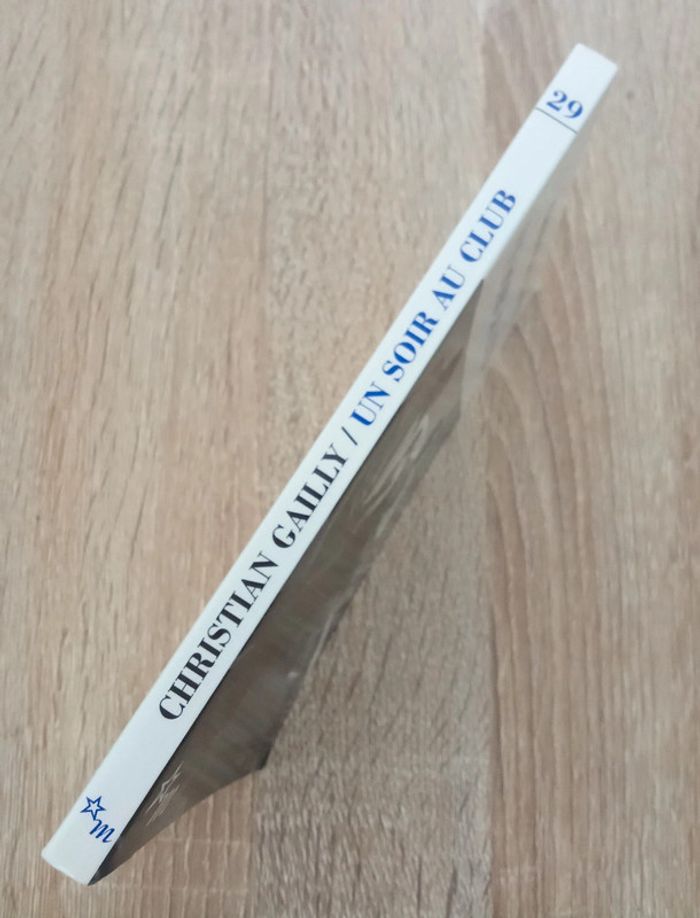 CHRISTIAN GAILLY / UN SOIR AU CLUB
29
m